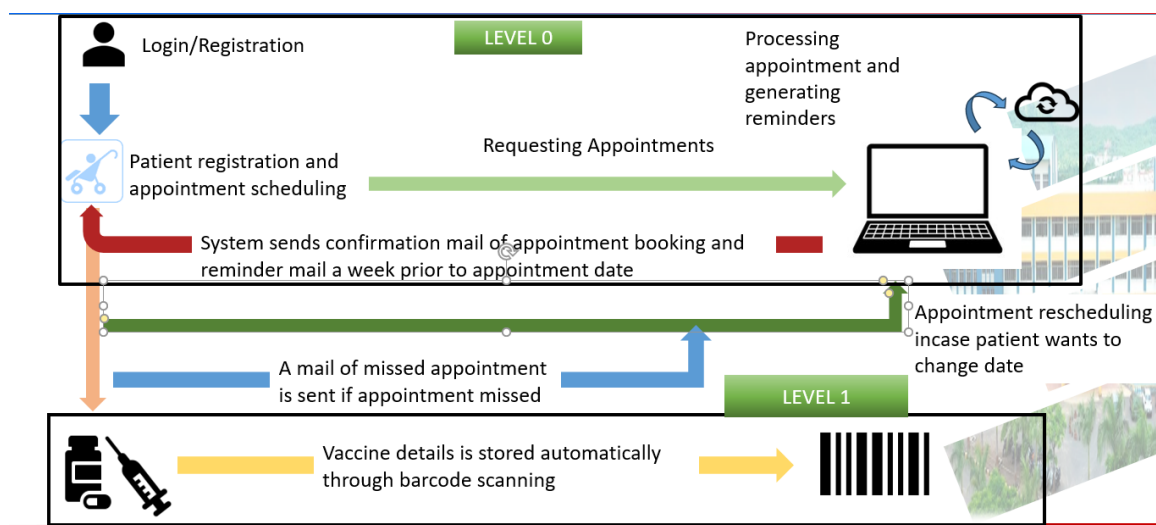 Login/Registration
LEVEL 0
Processing
appointment and
generating
reminders
Patient registration and
appointment scheduling
Requesting Appointments
System sends confirmation mail of appointment booking and
reminder mail a week prior to appointment date
Appointment rescheduling
incase patient wants to
change date
A mail of missed appointment
is sent if appointment missed
LEVEL 1
Vaccine details is stored automatically
through barcode scanning